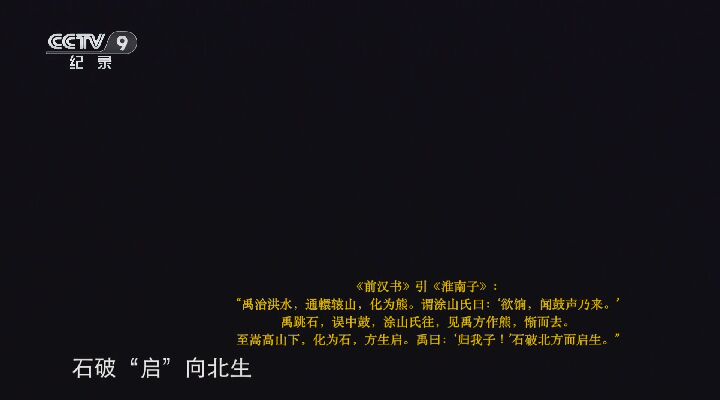 CCTV 9
纪 录
《前汉书》引《淮南子》：
“禹治洪水，通轘辕山，化为熊。谓涂山氏曰：‘欲饷，闻鼓声乃来。’
禹跳石，误中鼓，涂山氏往，见禹方作熊，惭而去。
至嵩高山下，化为石，方生启。禹曰：‘归我子！’石破北方而启生。”
石破“启”向北生